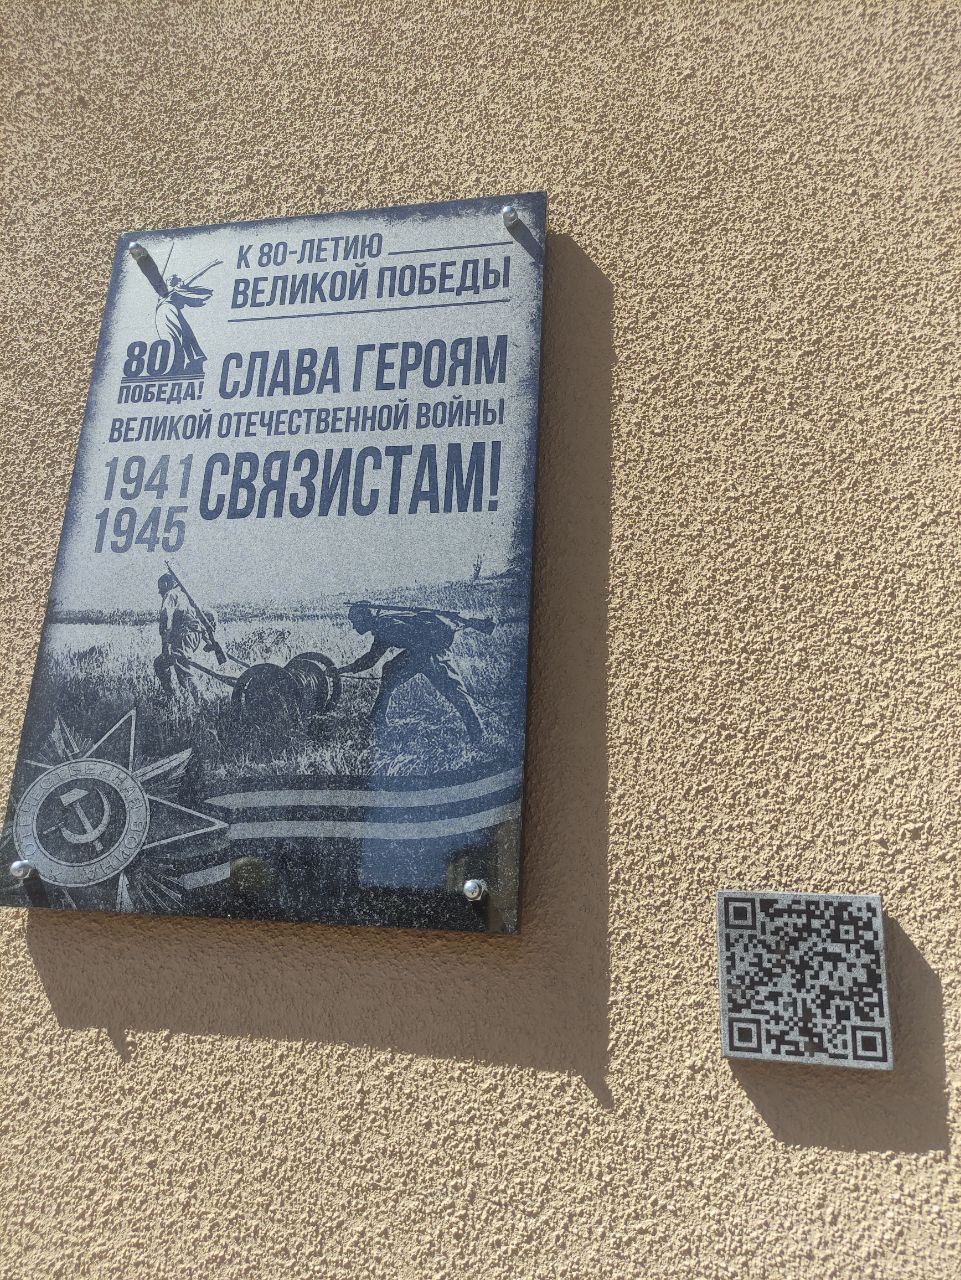 К 80-ЛЕТИЮ
ВЕЛИКОЙ ПОБЕДЫ
80
ПОБЕДА!
СЛАВА ГЕРОЯМ
ВЕЛИКОЙ ОТЕЧЕСТВЕННОЙ ВОЙНЫ
1941
1945
СВЯЗИСТАМ!